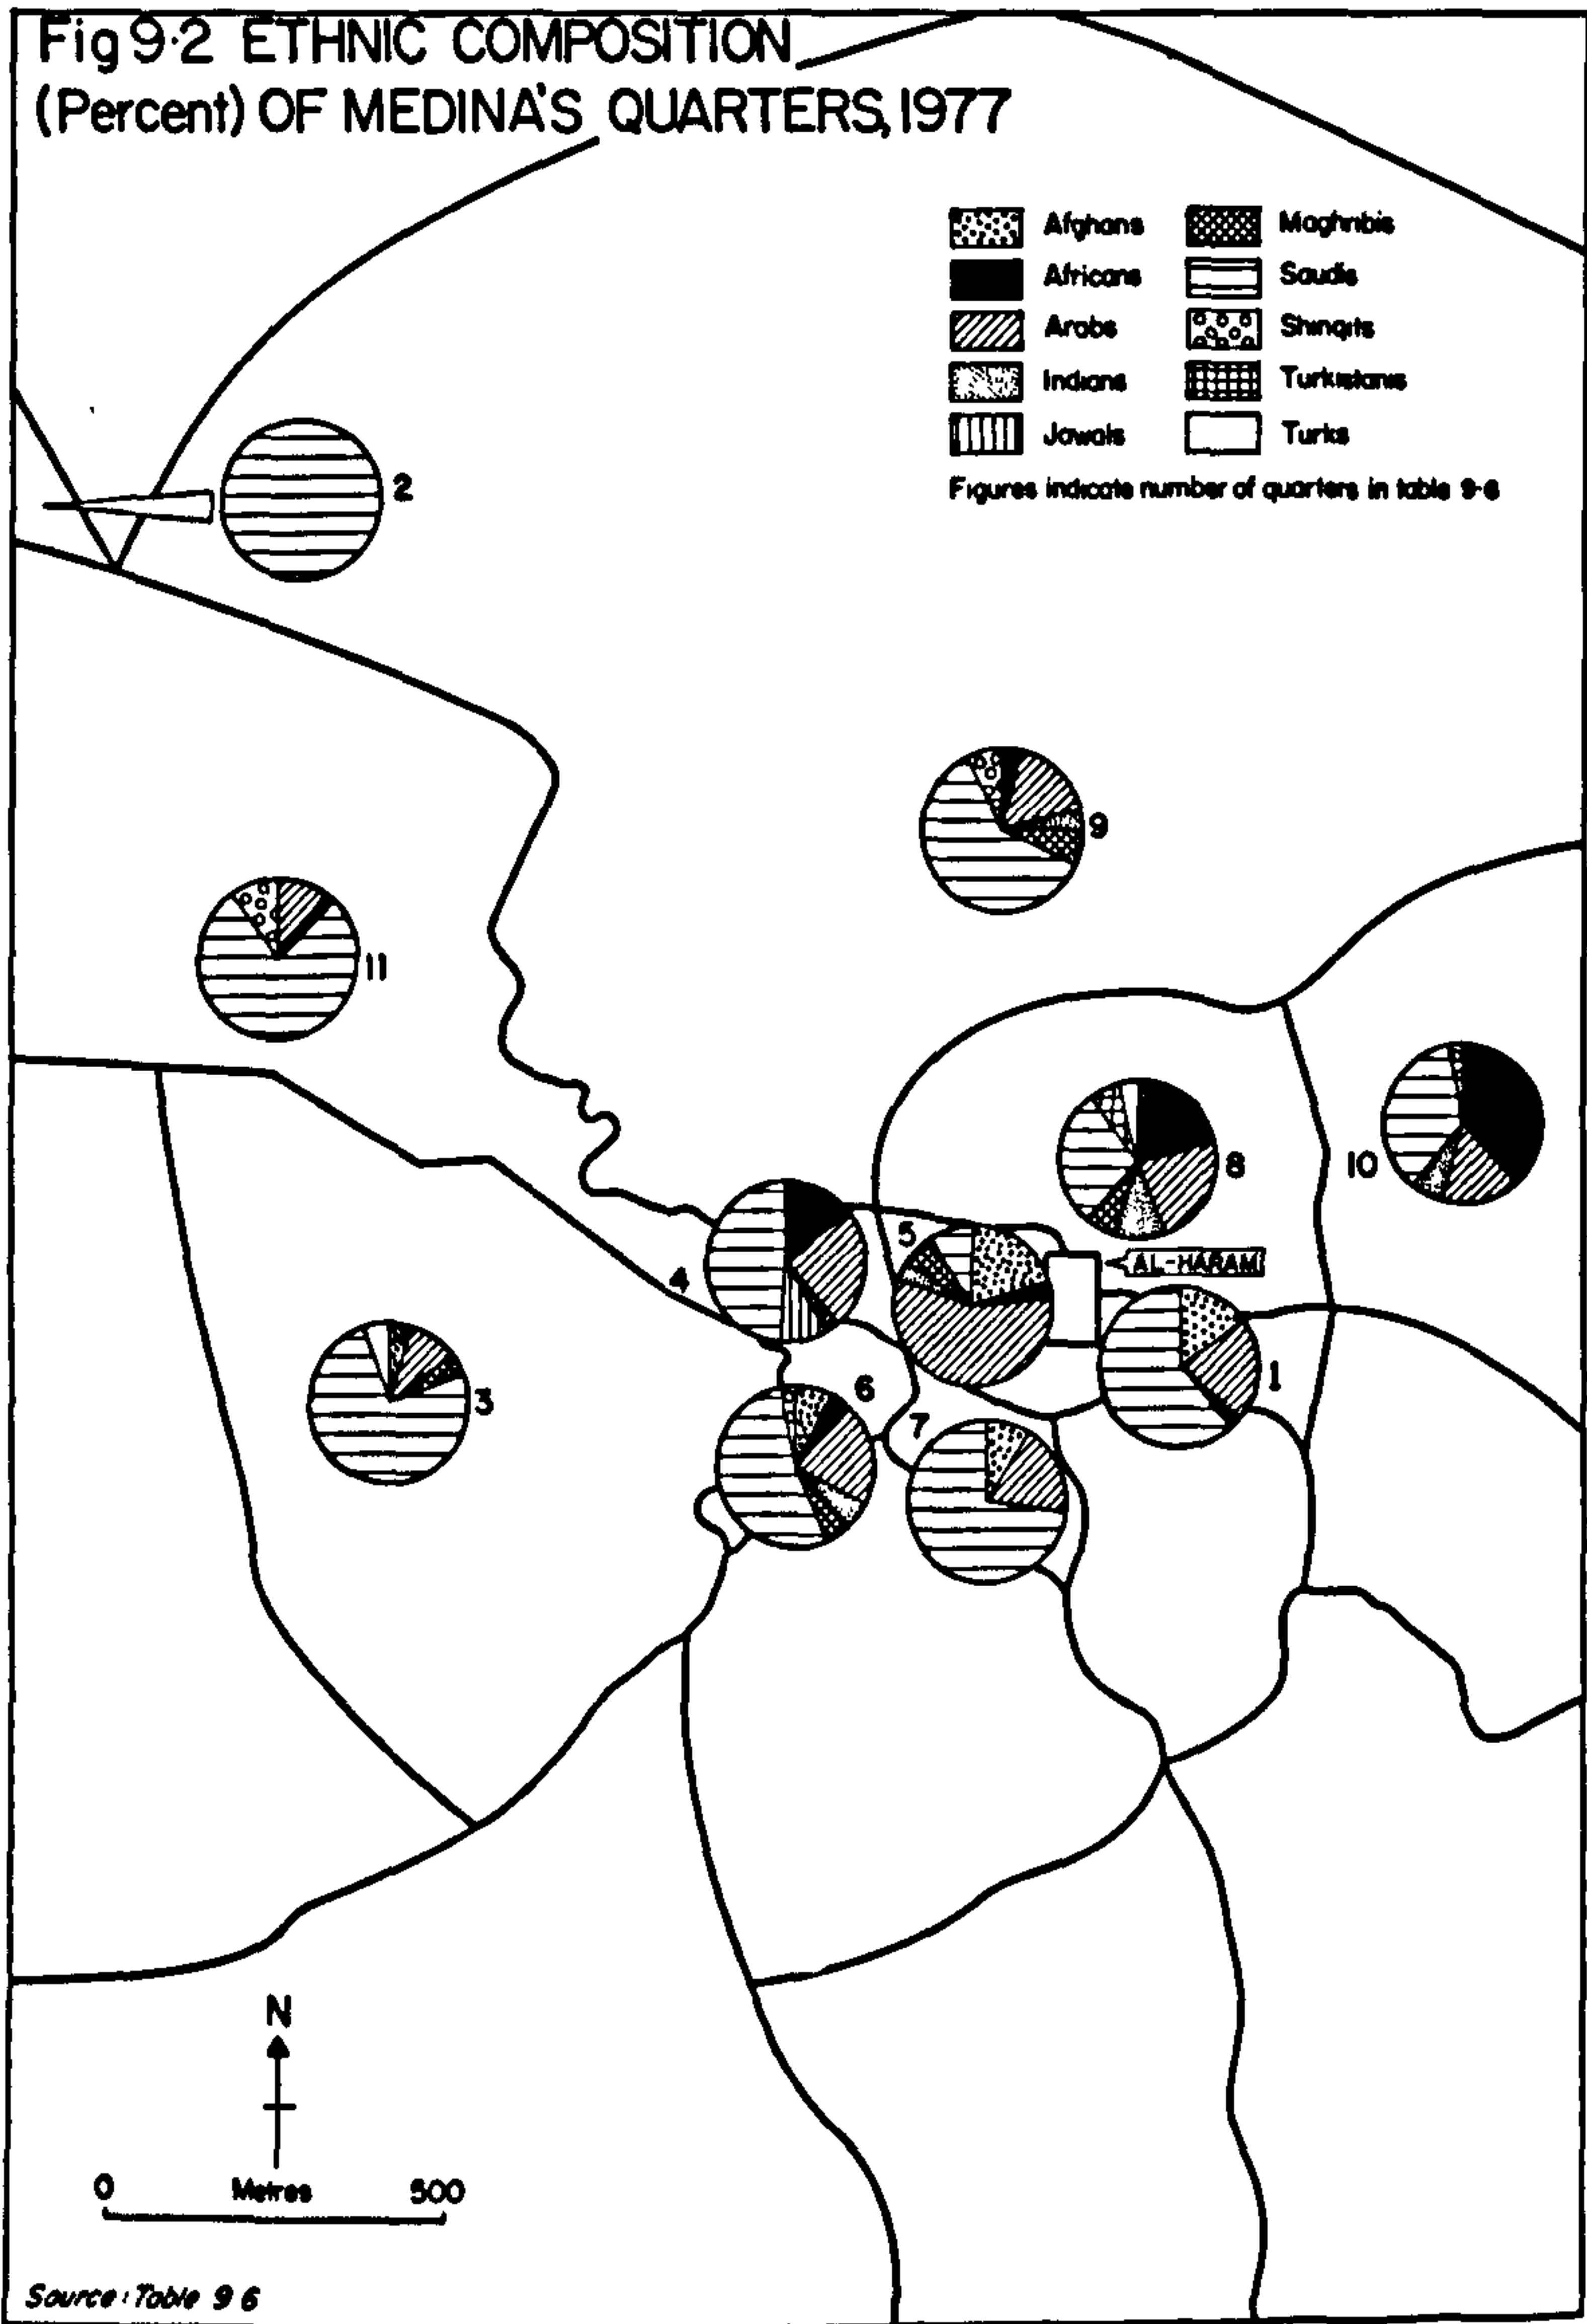 Fig 9·2 ETHNIC COMPOSITION
(Percent) OF MEDINA'S QUARTERS, 1977
Afghans
Africans
Arabs
Indians
Jawais
Maghribis
Saudis
Shinqits
Turkistanis
Turks
Figures indicate number of quarters in table 9·6
2
9
11
10
8
5
AL-HARAM
4
1
3
6
7
N
0 Metres 500
Source: Table 9 6